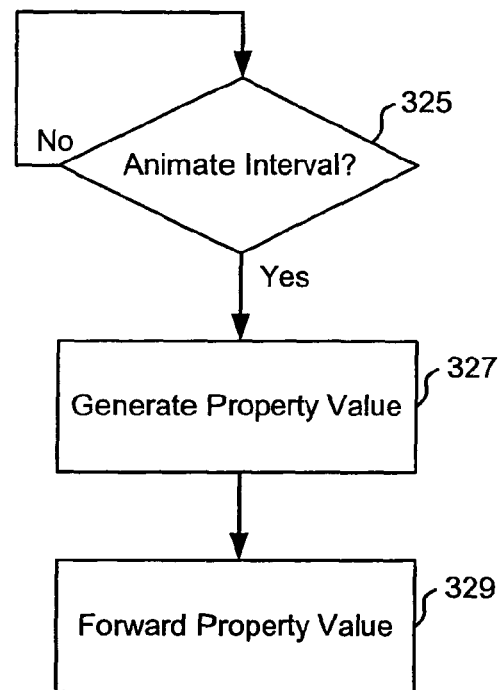 325
No
Animate Interval?
Yes
327
Generate Property Value
329
Forward Property Value